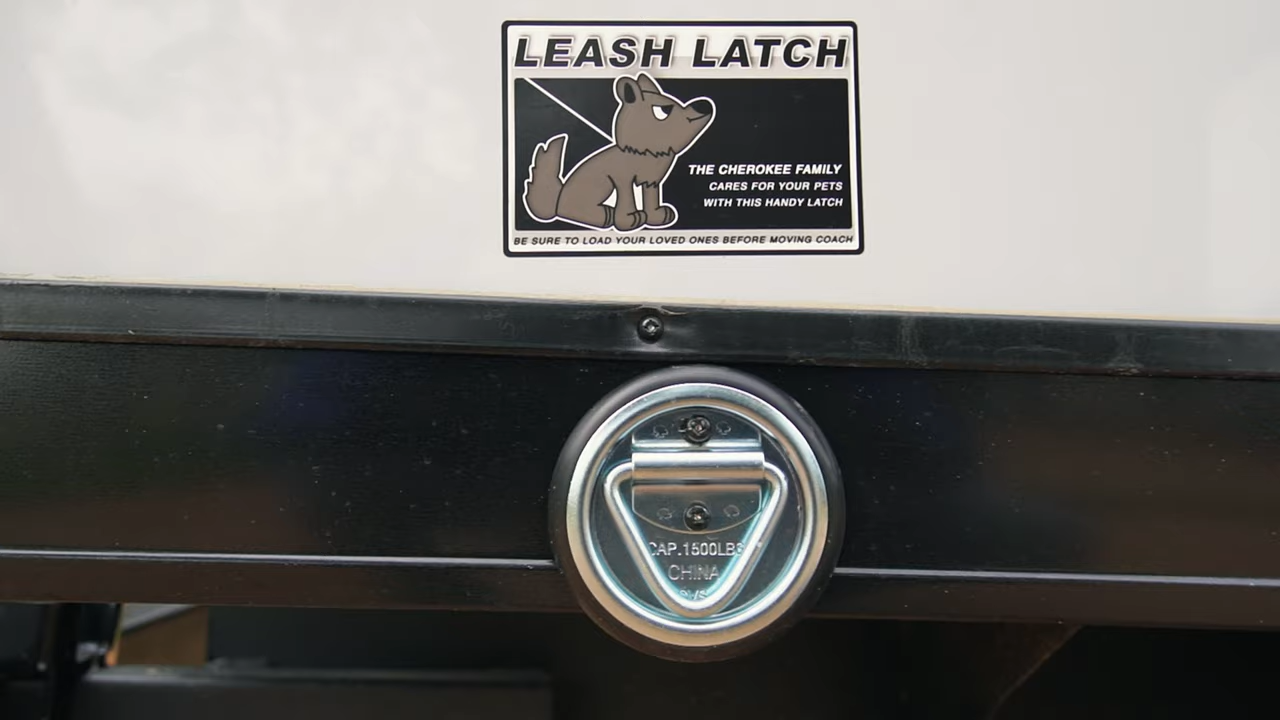 LEASH LATCH
THE CHEROKEE FAMILY
CARES FOR YOUR PETS
WITH THIS HANDY LATCH
BE SURE TO LOAD YOUR LOVED ONES BEFORE MOVING COACH
CAP.1500LBS
CHINA